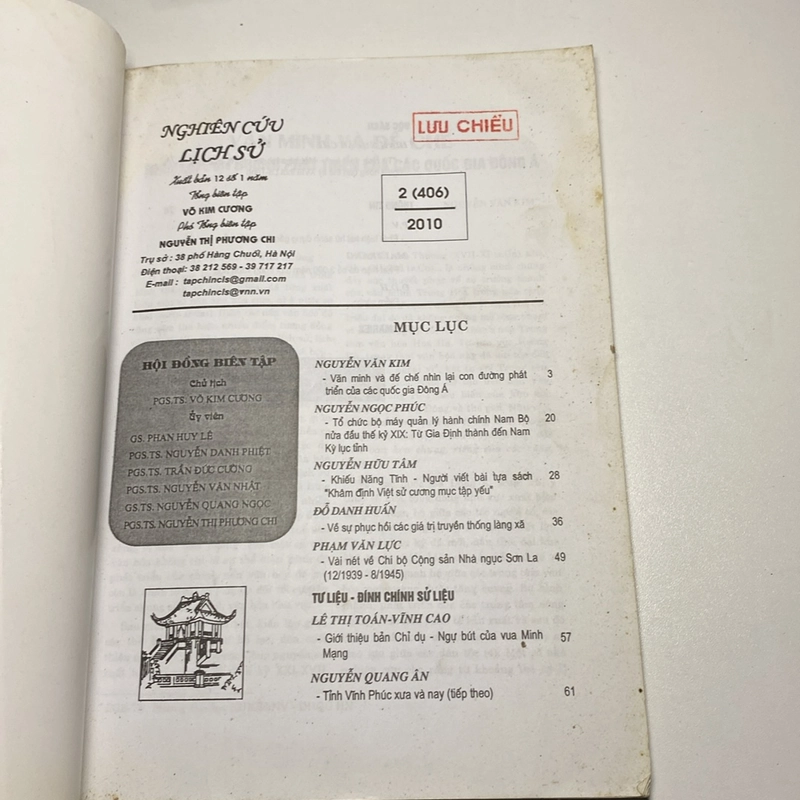 NGHIÊN CỨU
LỊCH SỬ
Xuất bản 12 số 1 năm
Tổng biên tập
VÕ KIM CƯƠNG
Phó Tổng biên tập
NGUYỄN THỊ PHƯƠNG CHI
Trụ sở : 38 phố Hàng Chuối, Hà Nội
Điện thoại: 38 212 569 - 39 717 217
E-mail : tapchincls@gmail.com
tapchincls@vnn.vn
LƯU CHIỂU
2 (406)
2010
HỘI ĐỒNG BIÊN TẬP
Chủ tịch
PGS.TS. VÕ KIM CƯƠNG
Ủy viên
GS. PHAN HUY LÊ
PGS.TS. NGUYỄN DANH PHIỆT
PGS.TS. TRẦN ĐỨC CƯỜNG
PGS.TS. NGUYỄN VĂN NHẬT
GS.TS. NGUYỄN QUANG NGỌC
PGS.TS. NGUYỄN THỊ PHƯƠNG CHI
MỤC LỤC
NGUYỄN VĂN KIM
- Văn minh và đế chế nhìn lại con đường phát 3
triển của các quốc gia Đông Á
NGUYỄN NGỌC PHÚC
- Tổ chức bộ máy quản lý hành chính Nam Bộ 20
nửa đầu thế kỷ XIX: Từ Gia Định thành đến Nam
Kỳ lục tỉnh
NGUYỄN HỮU TÂM
- Khiếu Năng Tĩnh - Người viết bài tựa sách 28
"Khâm định Việt sử cương mục tập yếu"
ĐỖ DANH HUẤN
- Về sự phục hồi các giá trị truyền thống làng xã 36
PHẠM VĂN LỰC
- Vài nét về Chi bộ Cộng sản Nhà ngục Sơn La 49
(12/1939 - 8/1945)
TƯ LIỆU - ĐÍNH CHÍNH SỬ LIỆU
LÊ THỊ TOÁN-VĨNH CAO
- Giới thiệu bản Chỉ dụ - Ngự bút của vua Minh 57
Mạng
NGUYỄN QUANG ÂN
- Tỉnh Vĩnh Phúc xưa và nay (tiếp theo) 61